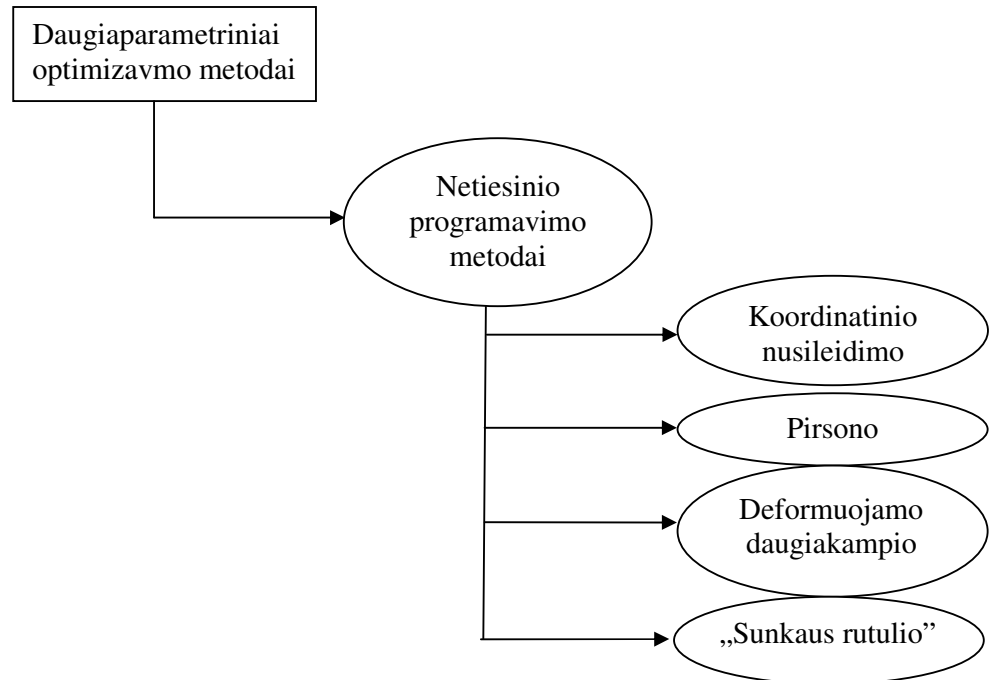 Daugiaparametriniai
optimizavmo metodai
Netiesinio
programavimo
metodai
Koordinatinio
nusileidimo
Pirsono
Deformuojamo
daugiakampio
„Sunkaus rutulio”